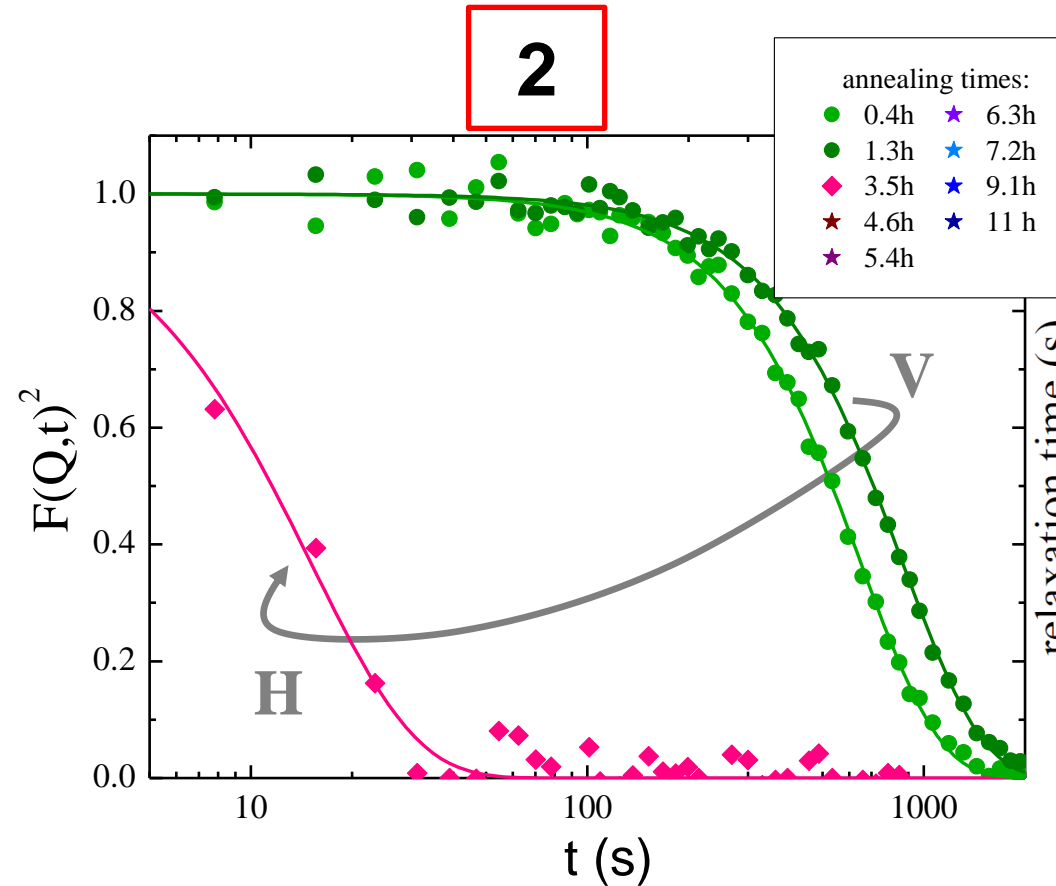 2
annealing times:
0.4h 6.3h
1.3h 7.2h
3.5h 9.1h
4.6h 11 h
5.4h
F(Q,t)²
1.0
0.8
0.6
0.4
0.2
0.0
V
H
10 100 1000
t (s)
relaxation time (s)